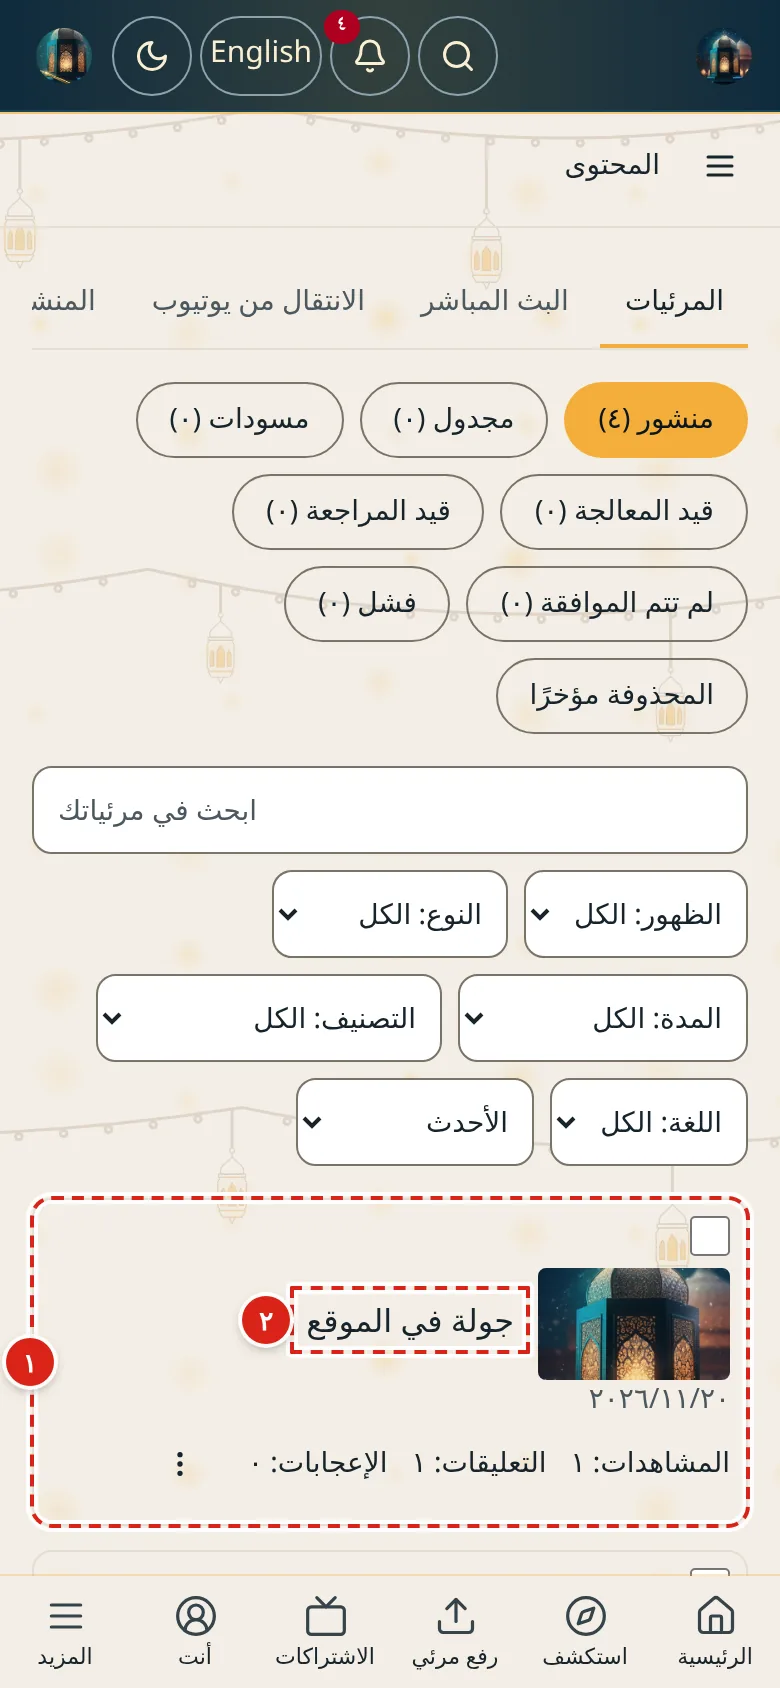 English
٤
المحتوى
المرئيات
البث المباشر
الانتقال من يوتيوب
المنش
منشور (٤)
مجدول (٠)
مسودات (٠)
قيد المعالجة (٠)
قيد المراجعة (٠)
لم تتم الموافقة (٠)
فشل (٠)
المحذوفة مؤخرًا
ابحث في مرئياتك
الظهور: الكل
النوع: الكل
المدة: الكل
التصنيف: الكل
اللغة: الكل
الأحدث
١
جولة في الموقع
٢
٢٠٢٦/١١/٢٠
المشاهدات: ١
التعليقات: ١
الإعجابات: ٠
الرئيسية
استكشف
رفع مرئي
الاشتراكات
أنت
المزيد